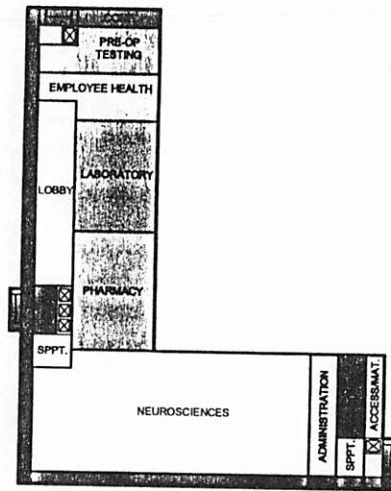 PRE-OP
TESTING
EMPLOYEE HEALTH
LABORATORY
LOBBY
PHARMACY
SPPT.
NEUROSCIENCES
ADMINISTRATION
SPPT.
ACCESS/MAT.